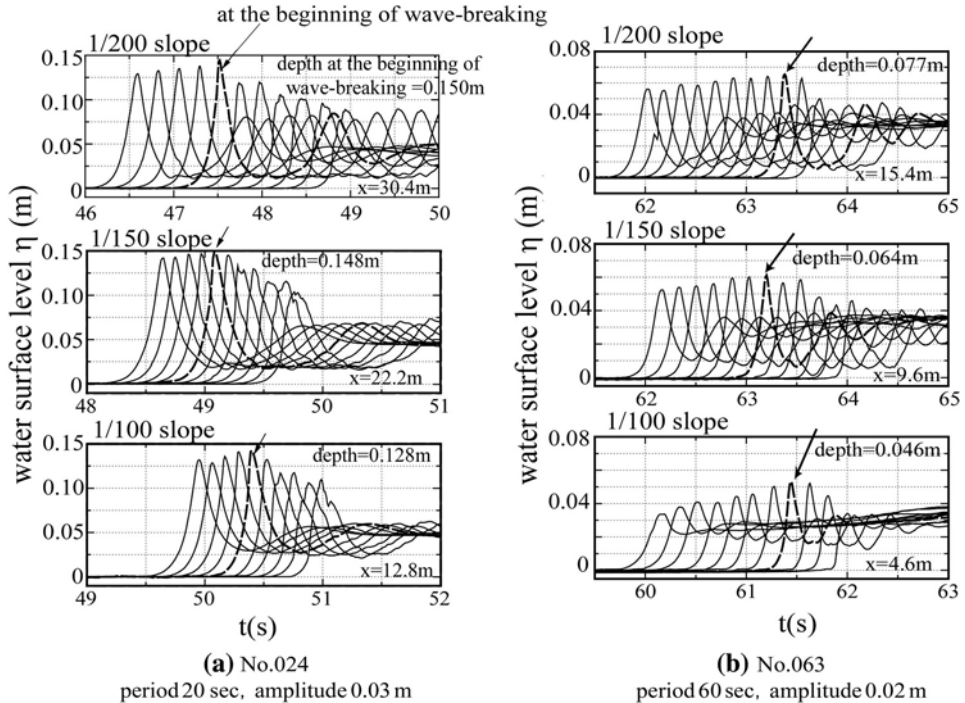 at the beginning of wave-breaking
1/200 slope
depth at the beginning of
wave-breaking =0.150m
x=30.4m
0.15
0.10
0.05
0
46 47 48 49 50
1/150 slope
depth=0.148m
x=22.2m
0.15
0.10
0.05
0
48 49 50 51
1/100 slope
depth=0.128m
x=12.8m
0.15
0.10
0.05
0
49 50 51 52
water surface level η (m)
t(s)
(a) No.024
period 20 sec, amplitude 0.03 m
1/200 slope
depth=0.077m
x=15.4m
0.08
0.04
0
62 63 64 65
1/150 slope
depth=0.064m
x=9.6m
0.08
0.04
0
62 63 64 65
1/100 slope
depth=0.046m
x=4.6m
0.08
0.04
0
60 61 62 63
water surface level η (m)
t(s)
(b) No.063
period 60 sec, amplitude 0.02 m